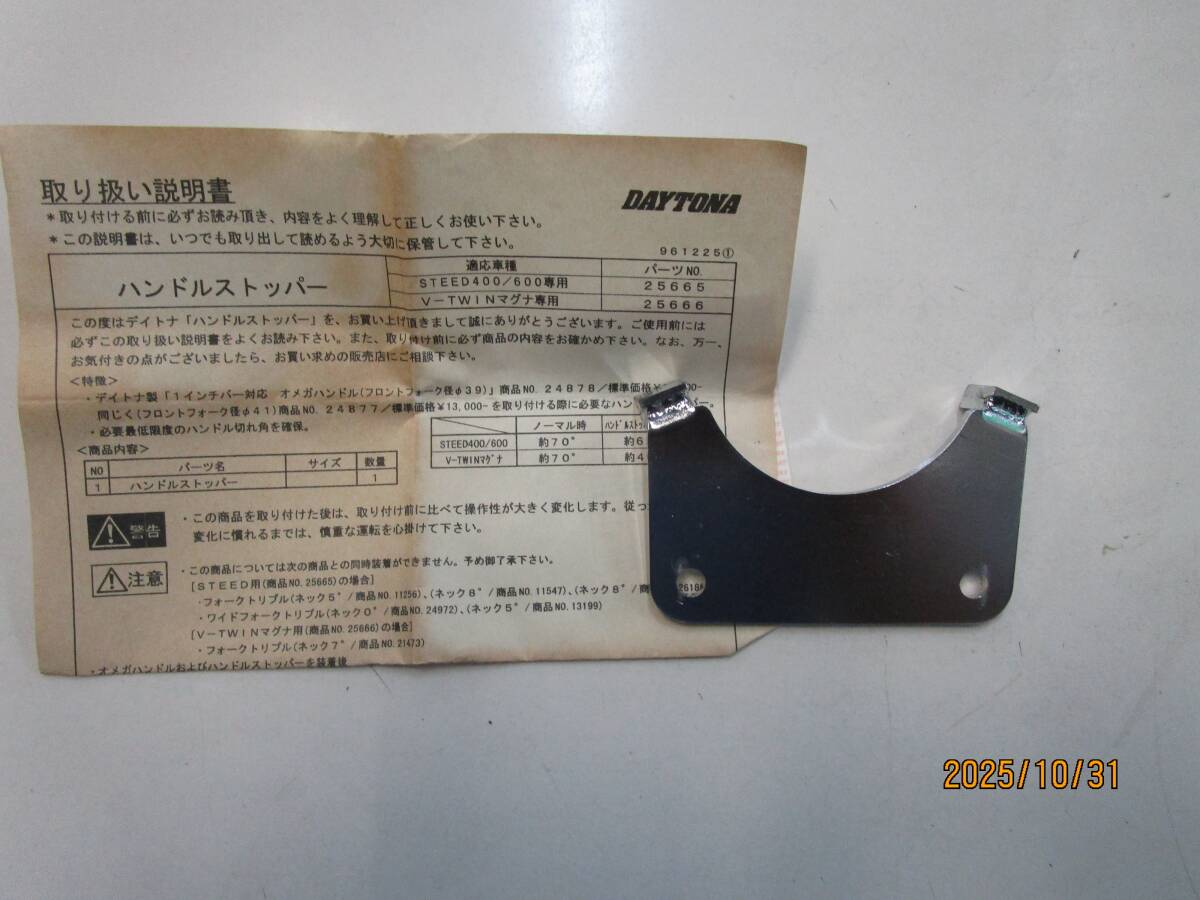 取り扱い説明書
DAYTONA
＊取り付ける前に必ずお読み頂き、内容をよく理解して正しくお使い下さい。
＊この説明書は、いつでも取り出して読めるよう大切に保管して下さい。
961225①
ハンドルストッパー
適応車種 パーツNO.
STEED400/600専用 25665
V－TWINマグナ専用 25666
この度はデイトナ「ハンドルストッパー」を、お買い上げ頂きまして誠にありがとうございます。ご使用前には
必ずこの取り扱い説明書をよくお読み下さい。また、取り付け前に必ず商品の内容をお確かめ下さい。なお、万一、
お気付きの点がございましたら、お買い求めの販売店にご相談下さい。
＜特徴＞
・デイトナ製「1インチバー対応 オメガハンドル(フロントフォーク径φ39)」商品NO.24878/標準価格¥
同じく(フロントフォーク径φ41)商品NO.24877/標準価格¥13,000-を取り付ける際に必要なハン
・必要最低限度のハンドル切れ角を確保。
ノーマル時 ﾊﾝﾄﾞﾙｽﾄｯ
STEED400/600 約70° 約6
V-TWINﾏｸﾞﾅ 約70° 約4
＜商品内容＞
NO パーツ名 サイズ 数量
1 ハンドルストッパー 1
警告
・この商品を取り付けた後は、取り付け前に比べて操作性が大きく変化します。従っ
変化に慣れるまでは、慎重な運転を心掛けて下さい。
注意
・この商品については次の商品との同時装着ができません。予め御了承下さい。
[STEED用(商品NO.25665)の場合]
・フォークトリプル(ネック5°/商品NO.11256)、(ネック8°/商品NO.11547)、(ネック8°/商
・ワイドフォークトリプル(ネック0°/商品NO.24972)、(ネック5°/商品NO.13199)
[V－TWINマグナ用(商品NO.25666)の場合]
・フォークトリプル(ネック7°/商品NO.21473)
・オメガハンドルおよびハンドルストッパーを装着後
2025/10/31